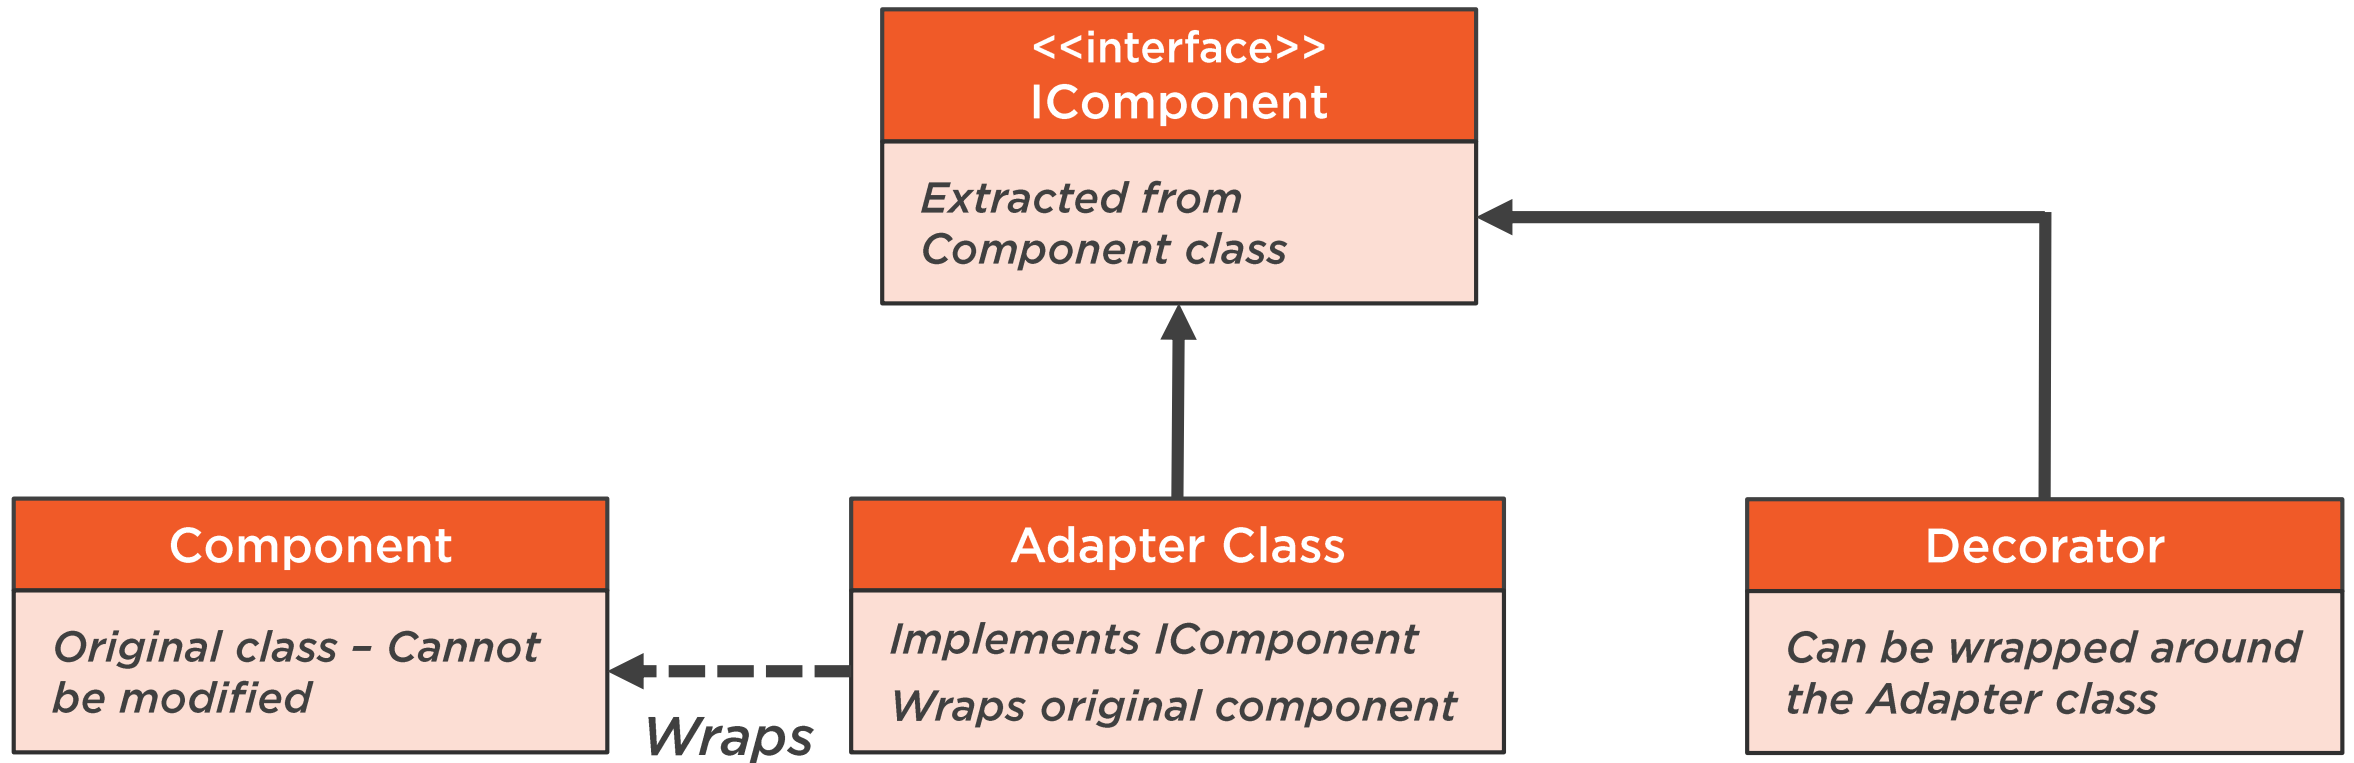 <<interface>>
IComponent
Extracted from
Component class
Component
Original class – Cannot
be modified
Wraps
Adapter Class
Implements IComponent
Wraps original component
Decorator
Can be wrapped around
the Adapter class